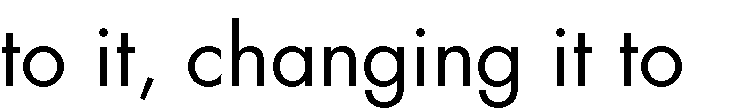 to it, changing it to